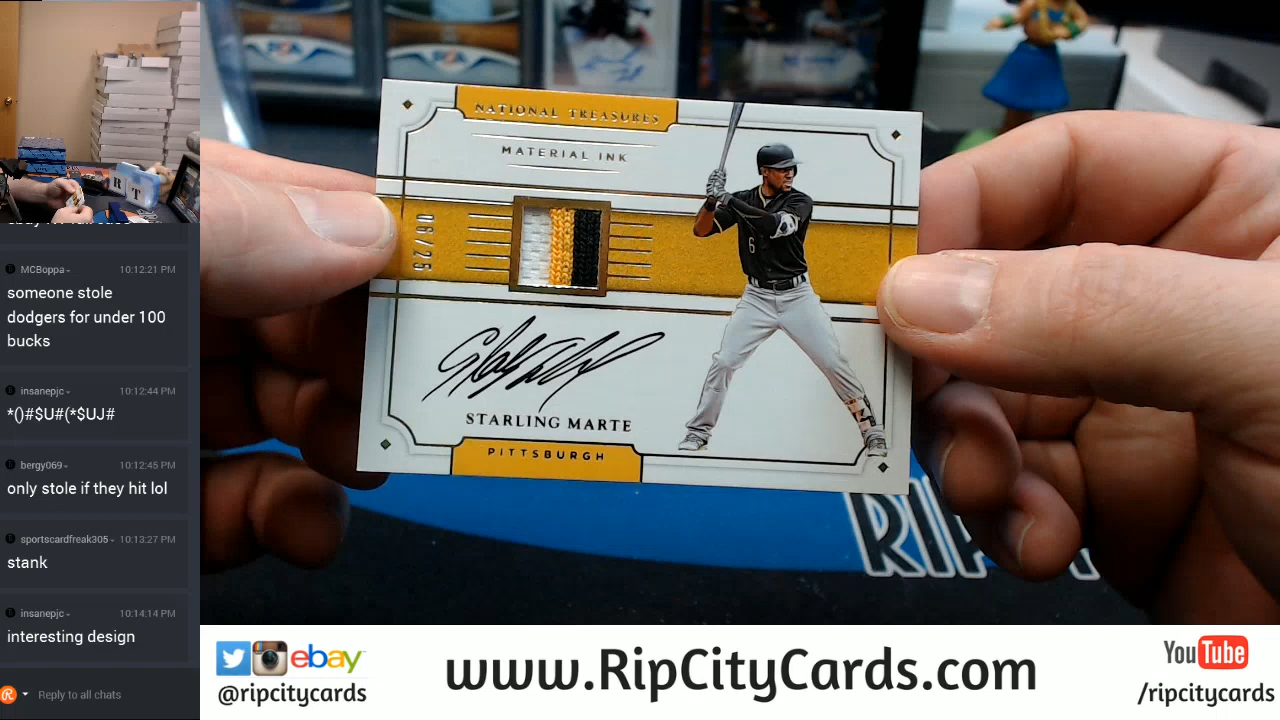 MCBoppa 10:12:21 PM
someone stole
dodgers for under 100
bucks
insanepjc 10:12:44 PM
*()#$U#(*$UJ#
bergy069 10:12:45 PM
only stole if they hit lol
sportscardfreak305 10:13:27 PM
stank
insanepjc 10:14:14 PM
interesting design
Reply to all chats
R T
NATIONAL TREASURES
MATERIAL INK
06/25
6
STARLING MARTE
PITTSBURGH
RIP
ebay
@ripcitycards
www.RipCityCards.com
YouTube
/ripcitycards